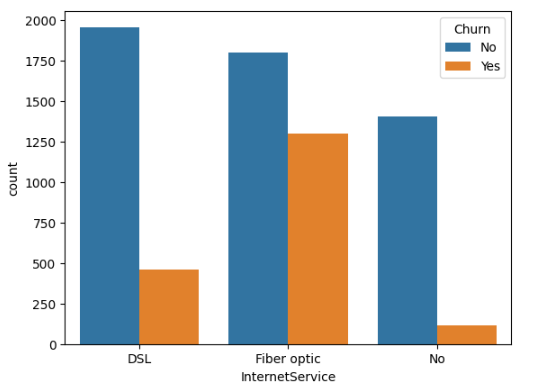 2000
1750
1500
1250
1000
750
500
250
0
count
Churn
No
Yes
DSL Fiber optic No
InternetService